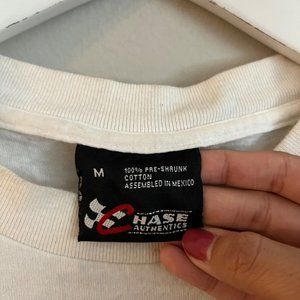 M
100% PRE-SHRUNK
COTTON
ASSEMBLED IN MEXICO
CHASE
AUTHENTICS